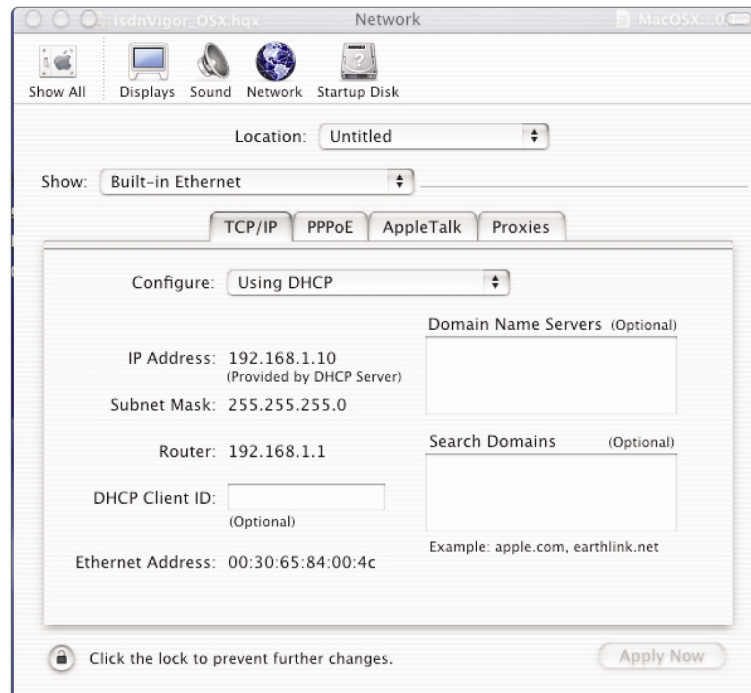 isdnVigor_OSX.hqx Network MacOSX...0.
Show All Displays Sound Network Startup Disk
Location: Untitled
Show: Built-in Ethernet
TCP/IP PPPoE AppleTalk Proxies
Configure: Using DHCP
Domain Name Servers (Optional)
IP Address: 192.168.1.10
(Provided by DHCP Server)
Subnet Mask: 255.255.255.0
Search Domains (Optional)
Router: 192.168.1.1
DHCP Client ID:
(Optional)
Example: apple.com, earthlink.net
Ethernet Address: 00:30:65:84:00:4c
Click the lock to prevent further changes.
Apply Now